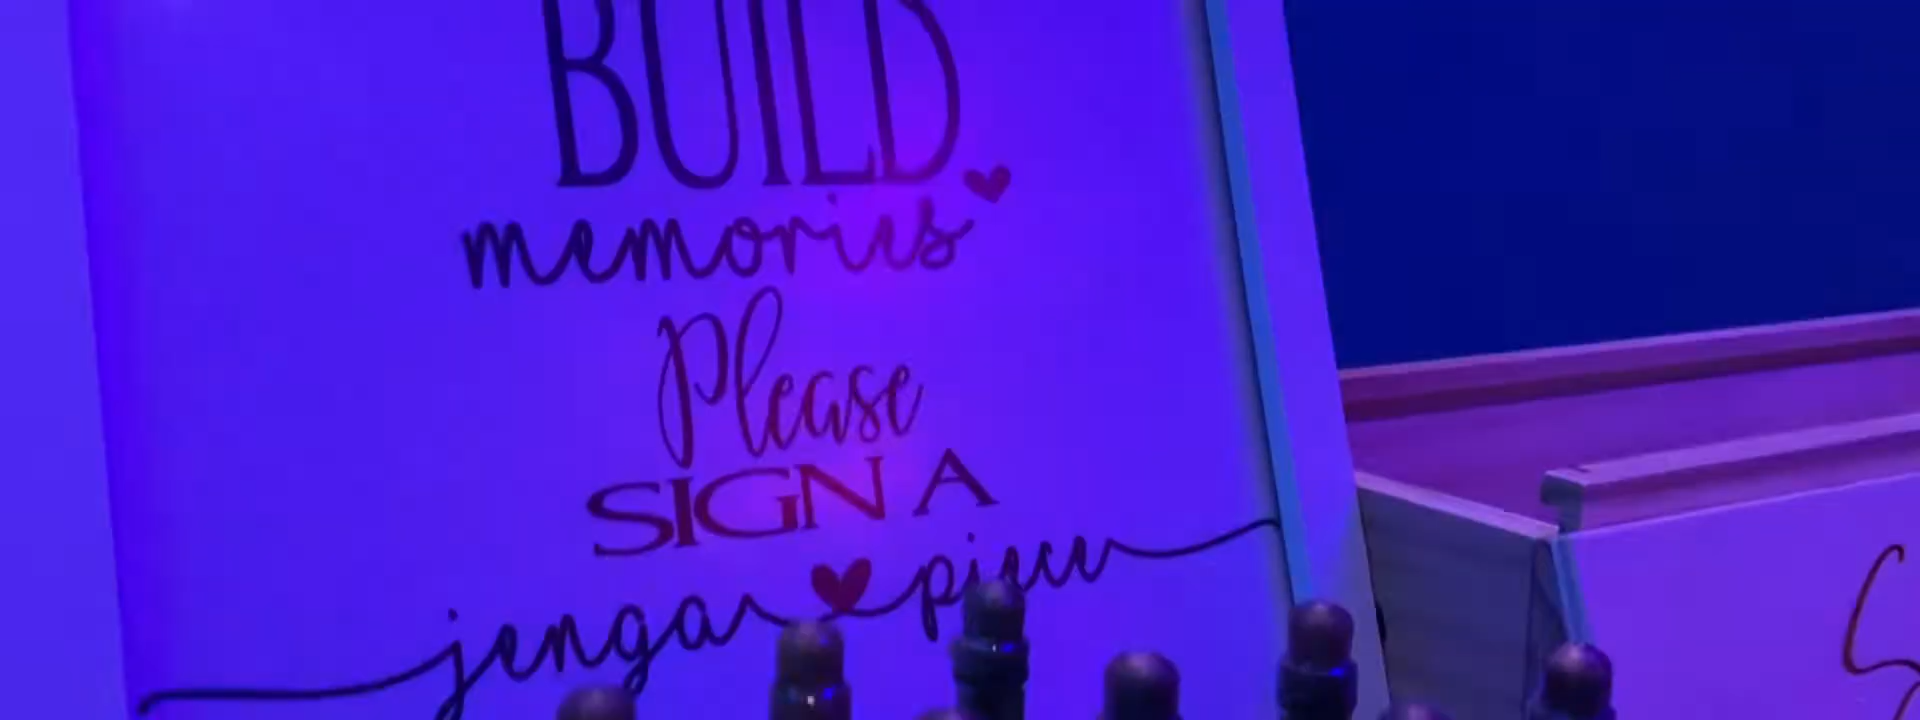 BUILD
memories
Please
SIGN A
jenga piece